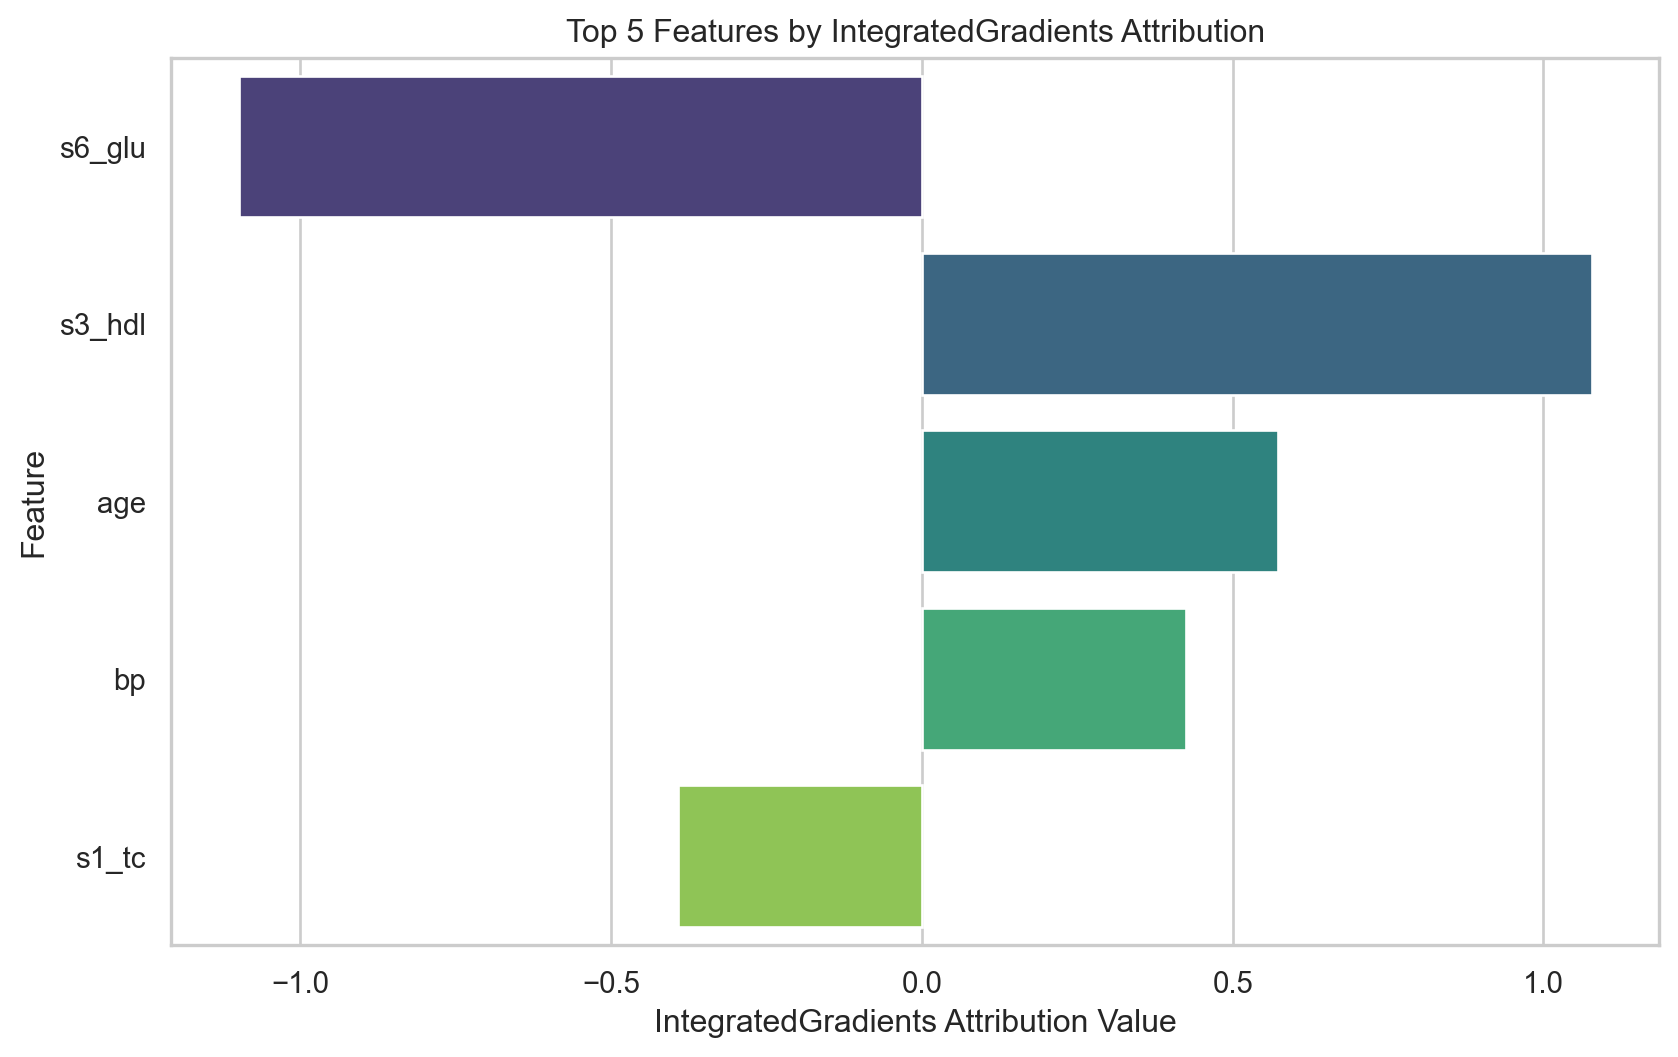 Top 5 Features by IntegratedGradients Attribution
s6_glu
s3_hdl
age
bp
s1_tc
Feature
−1.0
−0.5
0.0
0.5
1.0
IntegratedGradients Attribution Value